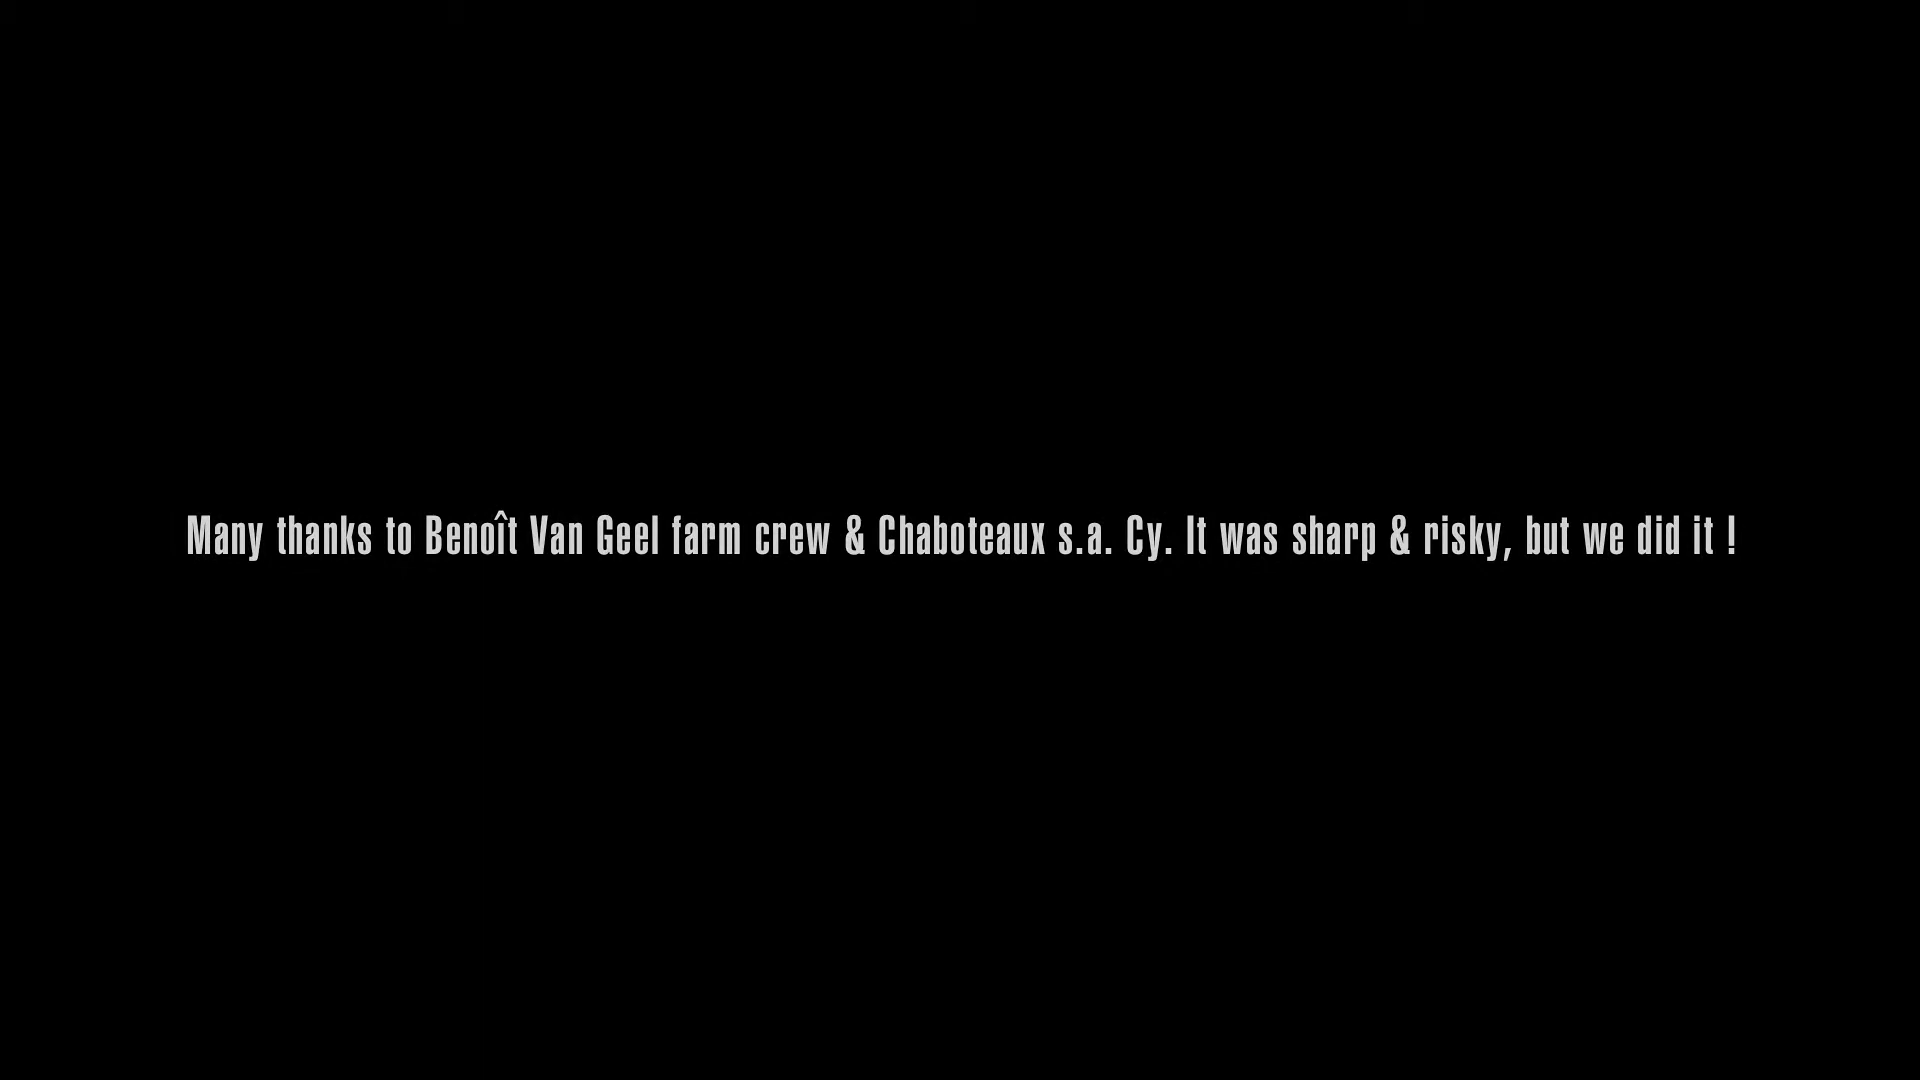 Many thanks to Benoît Van Geel farm crew & Chaboteaux s.a. Cy. It was sharp & risky, but we did it !